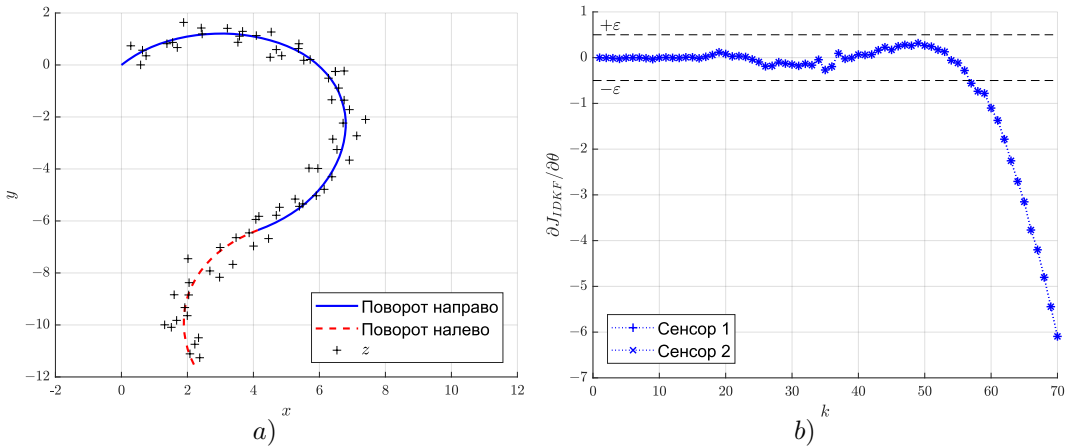 2
0
-2
-4
-6
-8
-10
-12
y
-2 0 2 4 6 8 10 12
x
Поворот направо
Поворот налево
z
a)
1
+ε
0
−ε
-1
-2
-3
-4
-5
-6
-7
∂J_{IDKF}/∂θ
0 10 20 30 40 50 60 70
k
Сенсор 1
Сенсор 2
b)